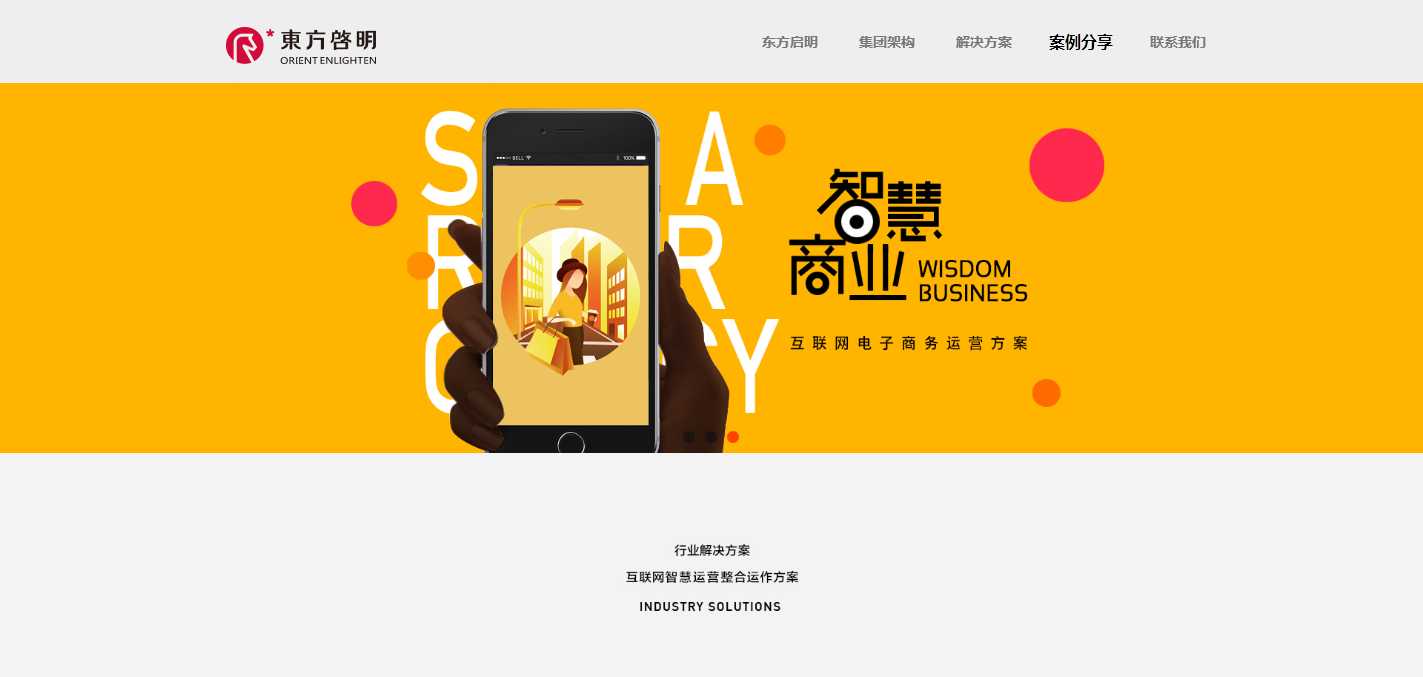 東方啓明
ORIENT ENLIGHTEN
东方启明 集团架构 解决方案 案例分享 联系我们
BELL 100%
智慧
商业 WISDOM
BUSINESS
互联网电子商务运营方案
行业解决方案
互联网智慧运营整合运作方案
INDUSTRY SOLUTIONS